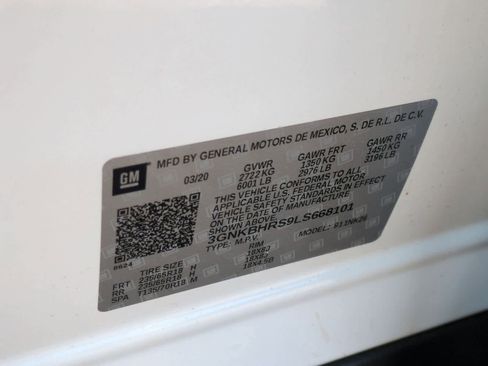 MFD BY GENERAL MOTORS DE MEXICO, S. DE R.L. DE C.V.
GM
03/20 GVWR GAWR FRT GAWR RR
2722 KG 1350 KG 1450 KG
6001 LB 2976 LB 3196 LB
THIS VEHICLE CONFORMS TO ALL
APPLICABLE U.S. FEDERAL MOTOR
VEHICLE SAFETY STANDARDS IN EFFECT
ON THE DATE OF MANUFACTURE SHOWN ABOVE.
3GNKBHRS9LS668101
TYPE: M.P.V. MODEL:
8624 TIRE SIZE RIM
FRT 235/65R18 H 18X8J
RR 235/65R18 H 18X8J
SPA T135/70R18 M 18X4.5B